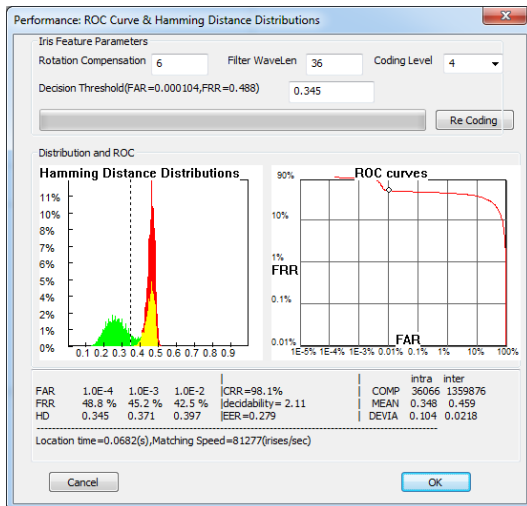 Performance: ROC Curve & Hamming Distance Distributions
Iris Feature Parameters
Rotation Compensation 6 Filter WaveLen 36 Coding Level 4
Decision Threshold(FAR=0.000104,FRR=0.488) 0.345
Re Coding
Distribution and ROC
Hamming Distance Distributions
11%
10%
9%
8%
7%
6%
5%
4%
3%
2%
1%
0%
0.1 0.2 0.3 0.4 0.5 0.6 0.7 0.8 0.9
ROC curves
90%
10%
1%
FRR
0.1%
0.01%
FAR
1E-5% 1E-4% 1E-3% 0.01% 0.1% 1% 10% 100%
| | intra inter
FAR 1.0E-4 1.0E-3 1.0E-2 |CRR=98.1% | COMP 36066 1359876
FRR 48.8 % 45.2 % 42.5 % |decidability= 2.11 | MEAN 0.348 0.459
HD 0.345 0.371 0.397 |EER=0.279 | DEVIA 0.104 0.0218
Location time=0.0682(s),Matching Speed=81277(irises/sec)
Cancel OK